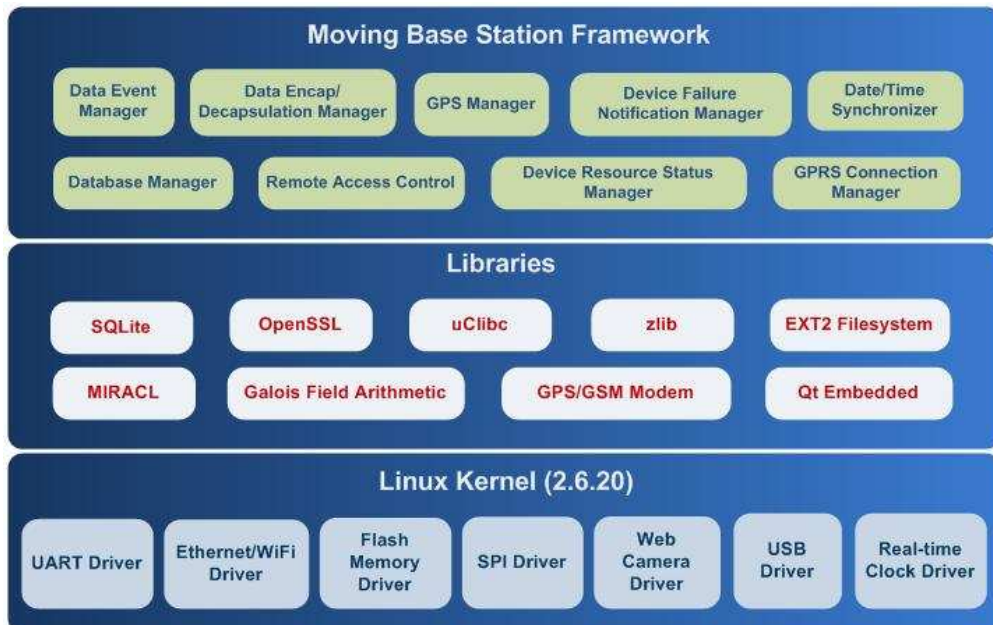 Moving Base Station Framework
Data Event
Manager
Data Encap/
Decapsulation Manager
GPS Manager
Device Failure
Notification Manager
Date/Time
Synchronizer
Database Manager
Remote Access Control
Device Resource Status
Manager
GPRS Connection
Manager
Libraries
SQLite
OpenSSL
uClibc
zlib
EXT2 Filesystem
MIRACL
Galois Field Arithmetic
GPS/GSM Modem
Qt Embedded
Linux Kernel (2.6.20)
UART Driver
Ethernet/WiFi
Driver
Flash
Memory
Driver
SPI Driver
Web
Camera
Driver
USB
Driver
Real-time
Clock Driver